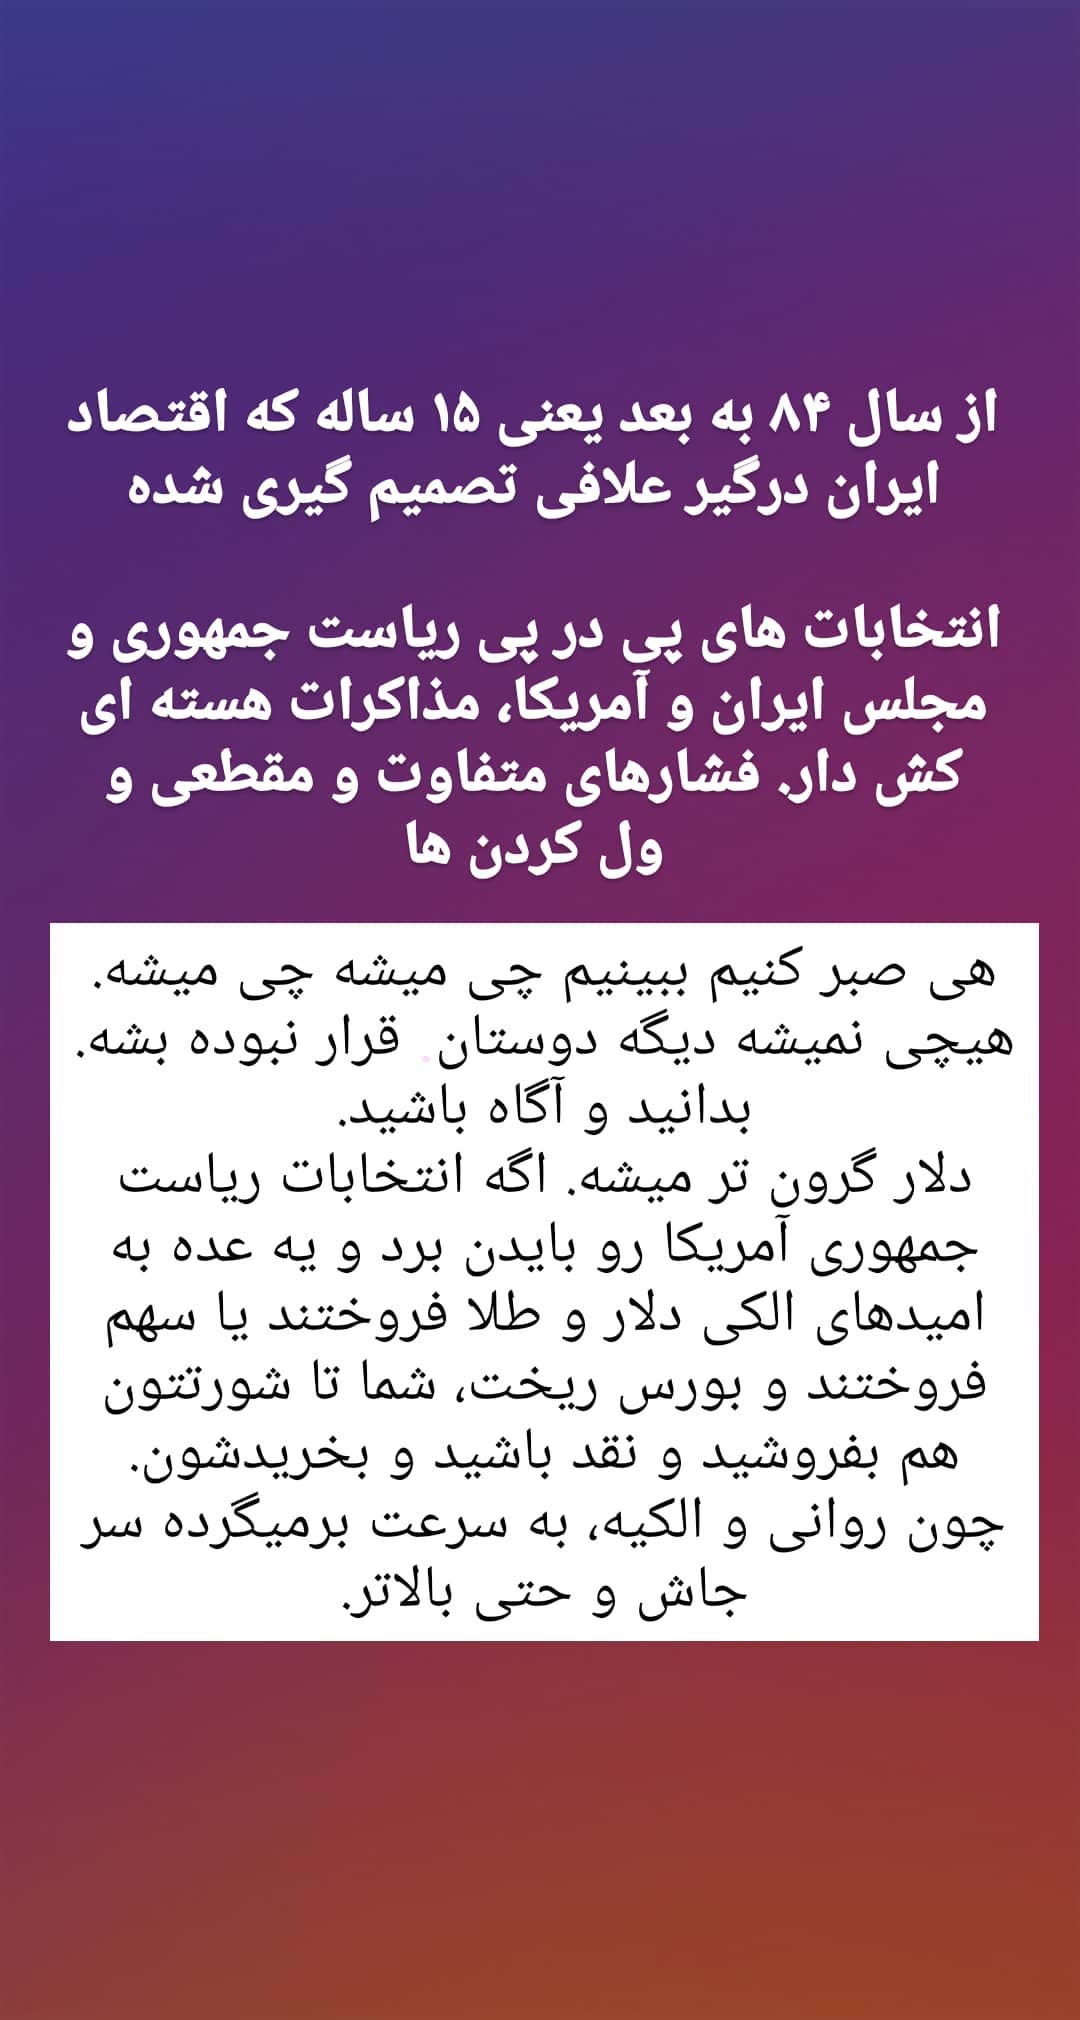 از سال ۸۴ به بعد یعنی ۱۵ ساله که اقتصاد
ایران درگیر علافی تصمیم گیری شده
انتخابات های پی در پی ریاست جمهوری و
مجلس ایران و آمریکا، مذاکرات هسته ای
کش دار. فشارهای متفاوت و مقطعی و
ول کردن ها
هی صبر کنیم ببینیم چی میشه چی میشه.
هیچی نمیشه دیگه دوستان. قرار نبوده بشه.
بدانید و آگاه باشید.
دلار گرون تر میشه. اگه انتخابات ریاست
جمهوری آمریکا رو بایدن برد و یه عده به
امیدهای الکی دلار و طلا فروختند یا سهم
فروختند و بورس ریخت، شما تا شورتتون
هم بفروشید و نقد باشید و بخریدشون.
چون روانی و الکیه، به سرعت برمیگرده سر
جاش و حتی بالاتر.